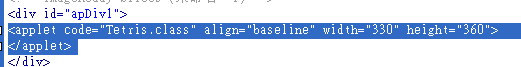 <div id="apDiv1">
<applet code="Tetris.class" align="baseline" width="330" height="360">
</applet>
</div>